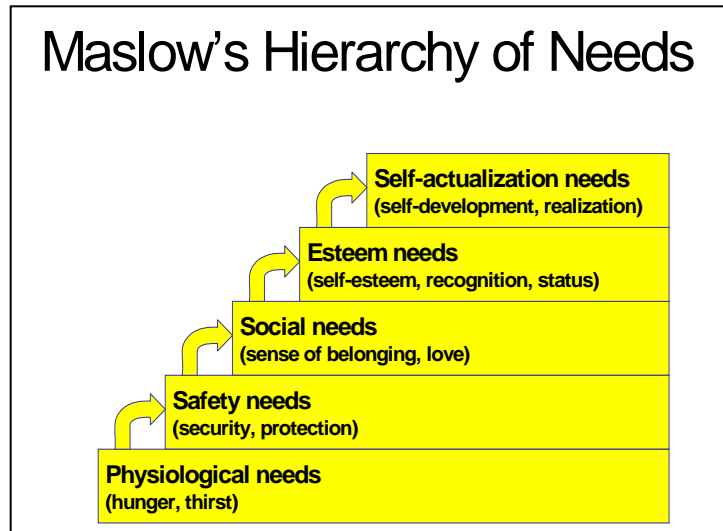 Maslow's Hierarchy of Needs
Self-actualization needs
(self-development, realization)
Esteem needs
(self-esteem, recognition, status)
Social needs
(sense of belonging, love)
Safety needs
(security, protection)
Physiological needs
(hunger, thirst)